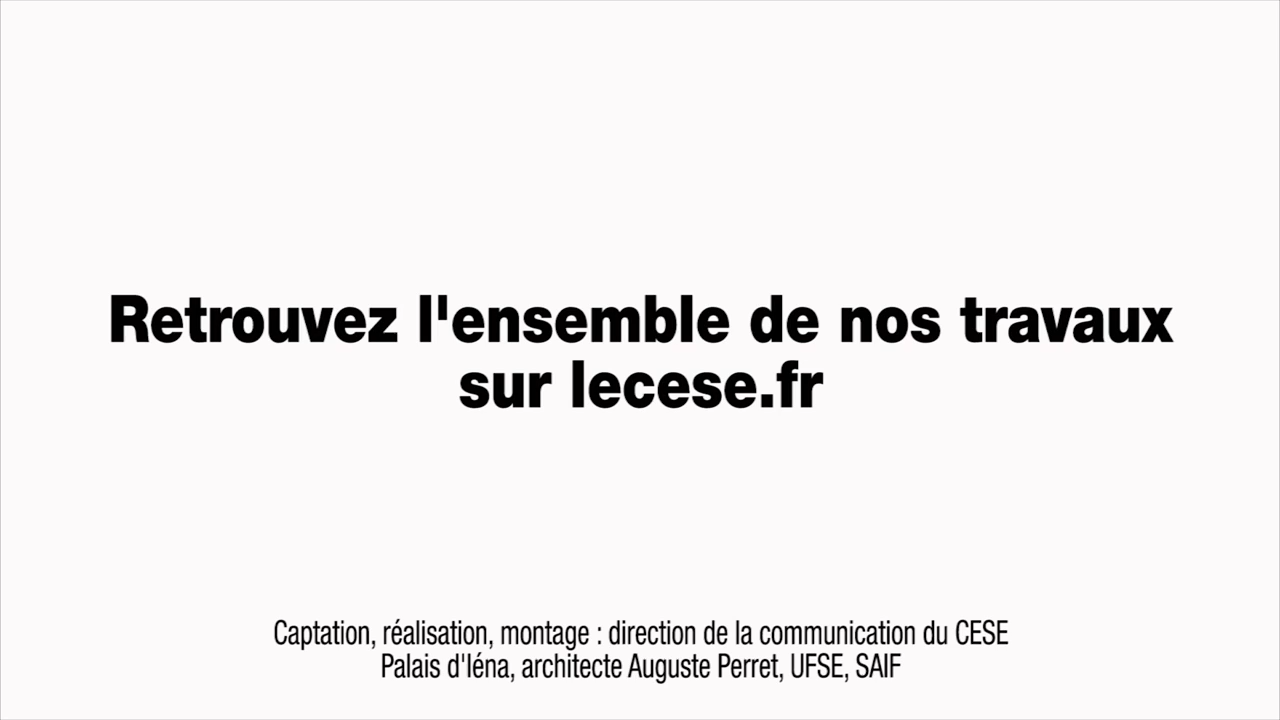 Retrouvez l'ensemble de nos travaux
sur lecese.fr
Captation, réalisation, montage : direction de la communication du CESE
Palais d'Iéna, architecte Auguste Perret, UFSE, SAIF